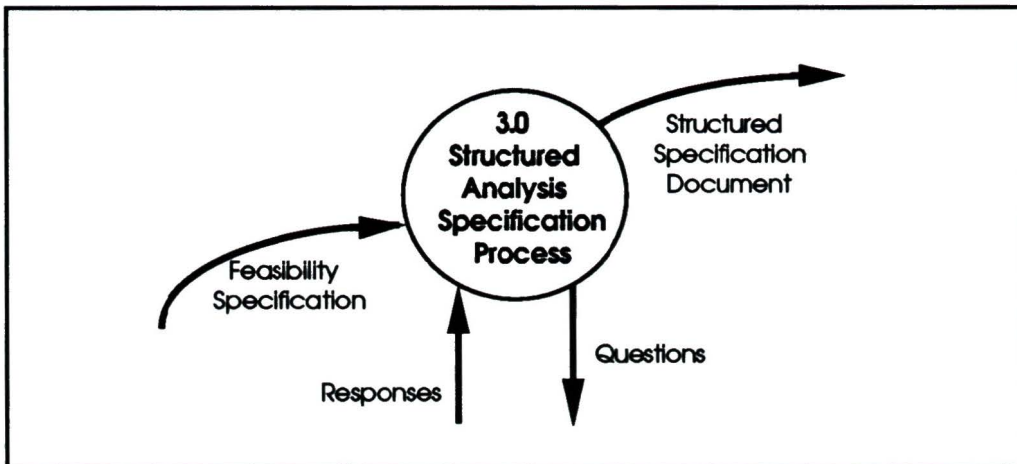 3.0
Structured
Analysis
Specification
Process
Structured
Specification
Document
Feasibility
Specification
Responses
Questions